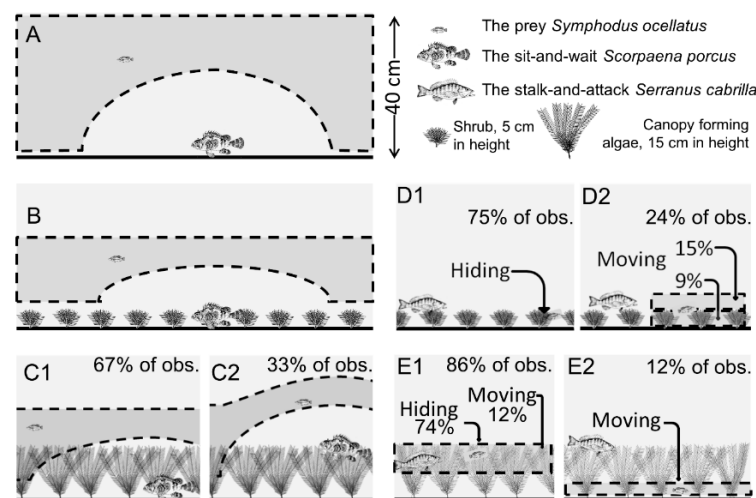 A
40 cm
The prey Symphodus ocellatus
The sit-and-wait Scorpaena porcus
The stalk-and-attack Serranus cabrilla
Shrub, 5 cm
in height
Canopy forming
algae, 15 cm in height
B
D1
75% of obs.
Hiding
D2
24% of obs.
Moving
15%
9%
C1
67% of obs.
C2
33% of obs.
E1
86% of obs.
Hiding
74%
Moving
12%
E2
12% of obs.
Moving